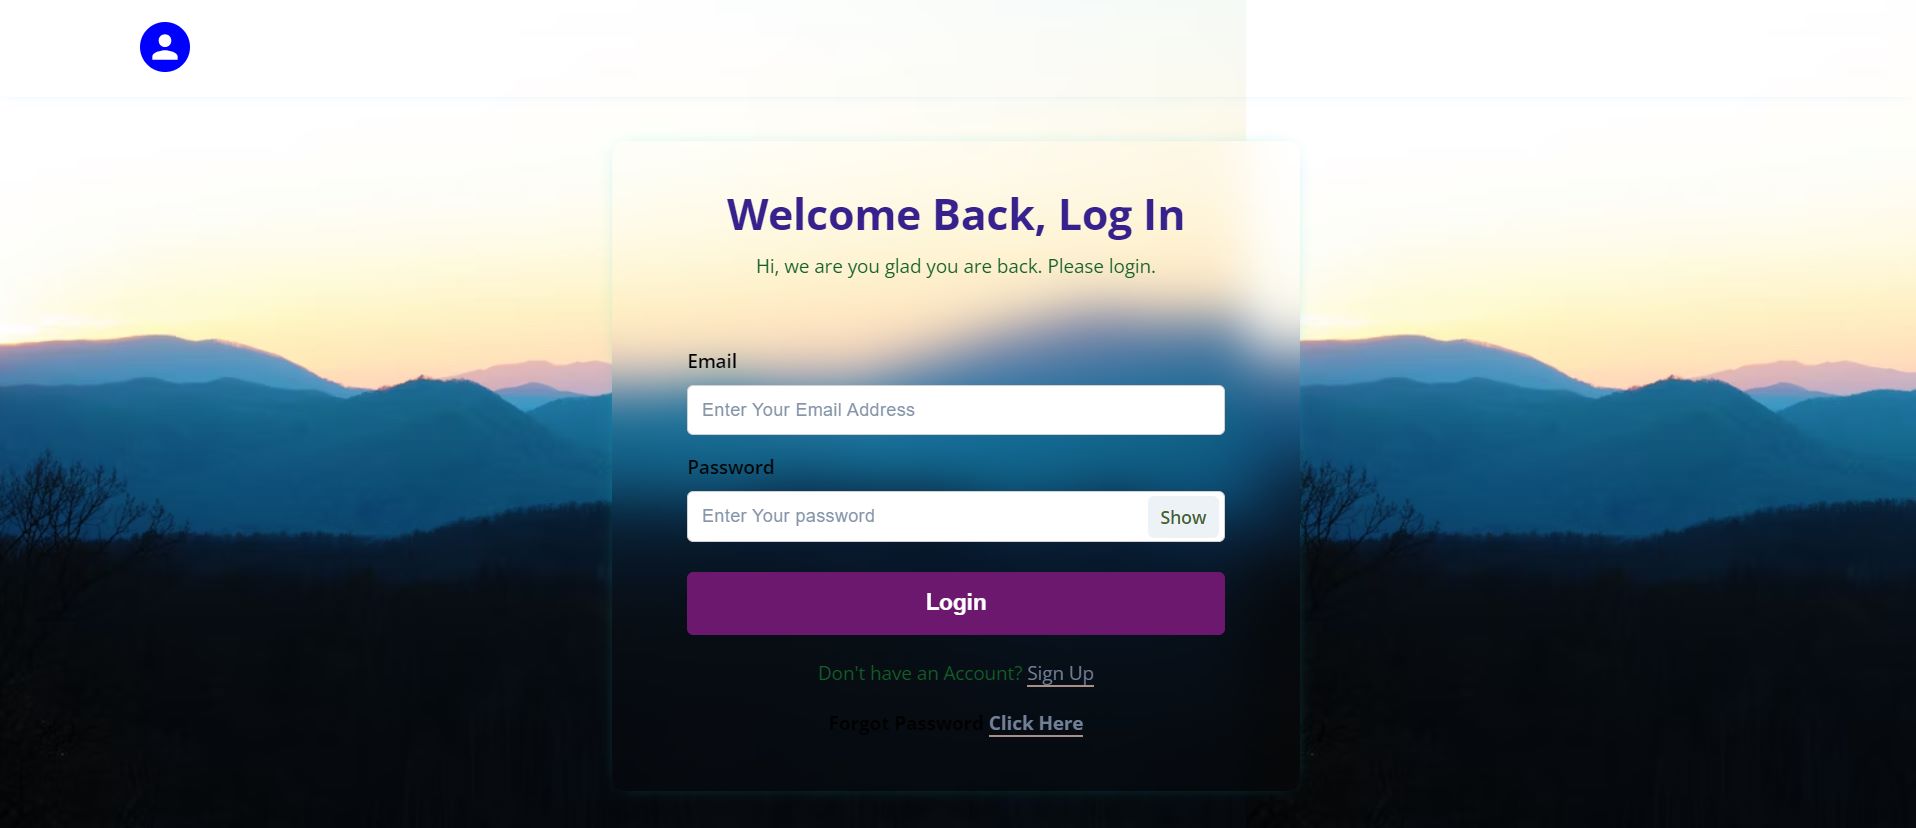 Welcome Back, Log In
Hi, we are you glad you are back. Please login.
Email
Enter Your Email Address
Password
Enter Your password
Show
Login
Don't have an Account? Sign Up
Forgot Password Click Here